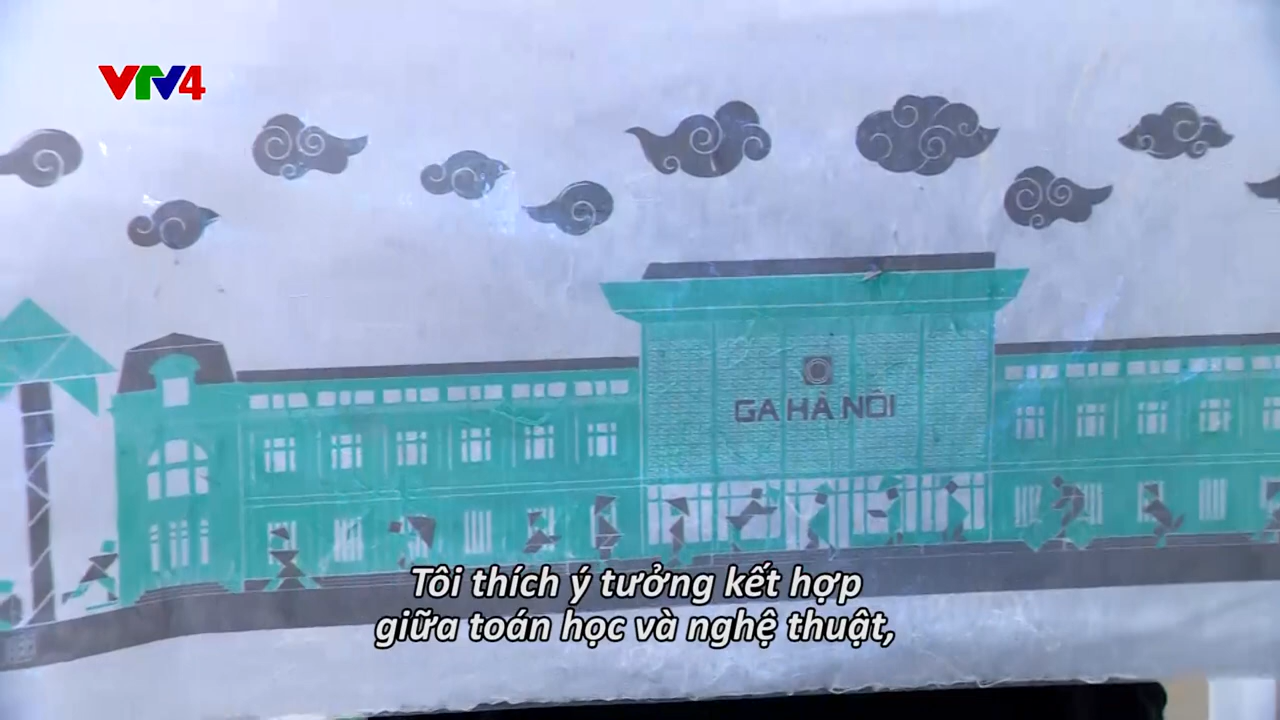 VTV4
GA HÀ NỘI
Tôi thích ý tưởng kết hợp
giữa toán học và nghệ thuật,